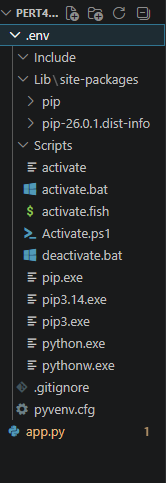 PERT4...
.env
Include
Lib\site-packages
pip
pip-26.0.1.dist-info
Scripts
activate
activate.bat
activate.fish
Activate.ps1
deactivate.bat
pip.exe
pip3.14.exe
pip3.exe
python.exe
pythonw.exe
.gitignore
pyvenv.cfg
app.py 1